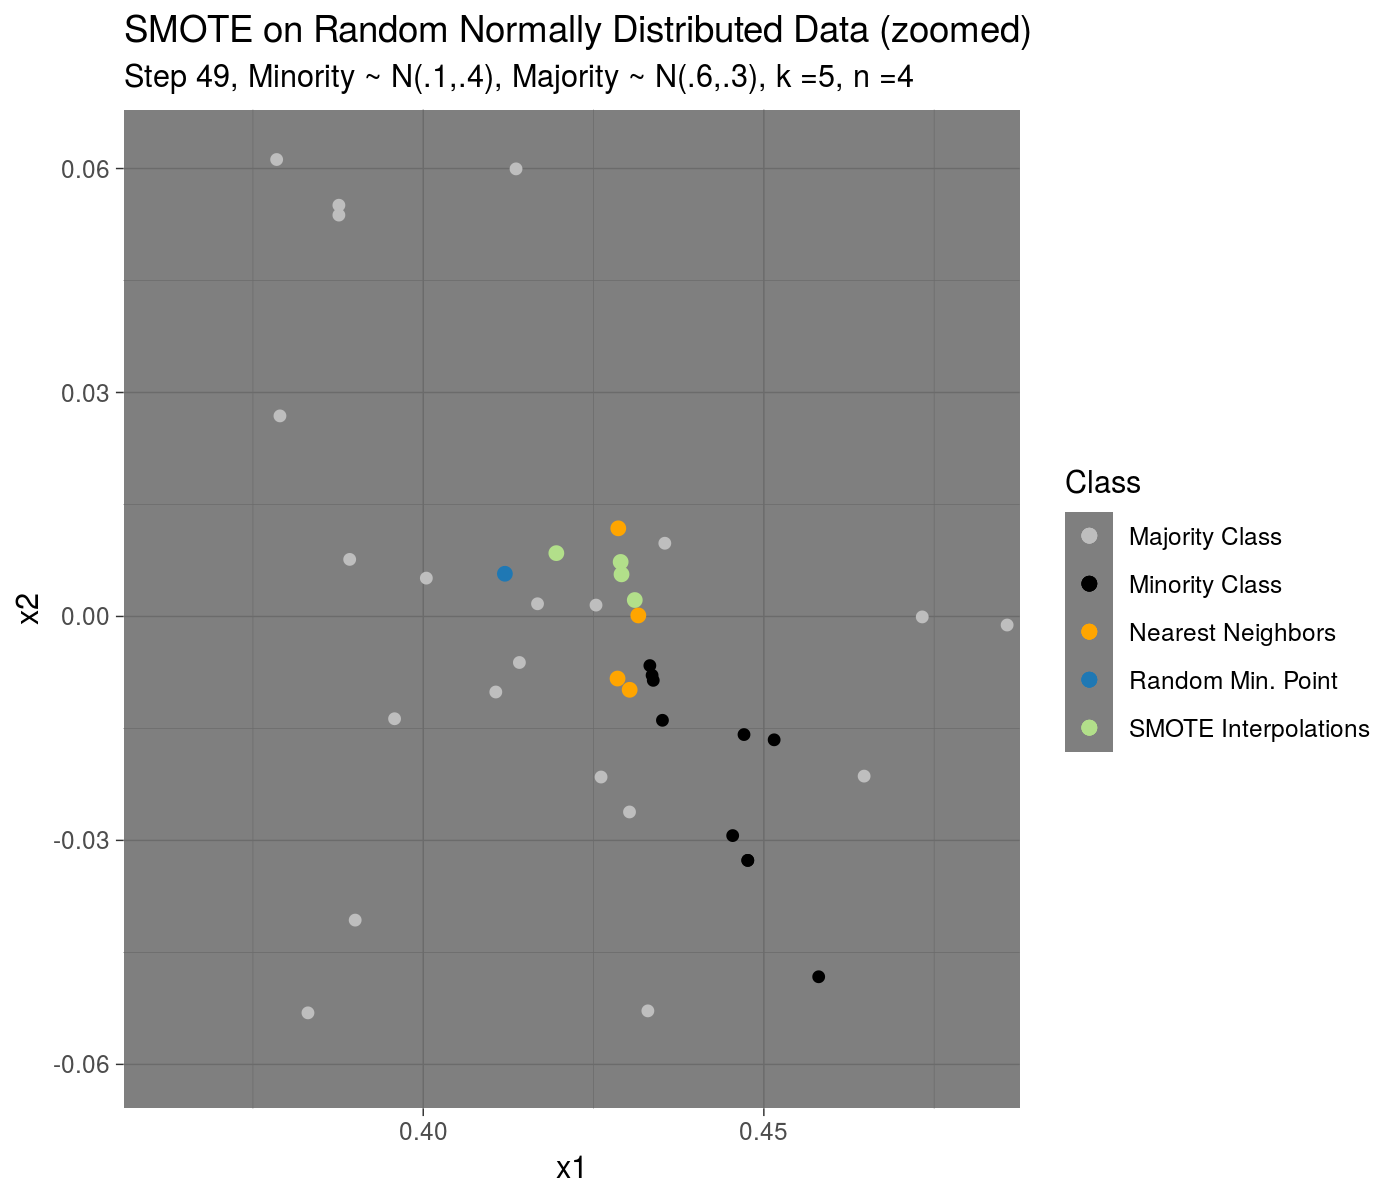 SMOTE on Random Normally Distributed Data (zoomed)
Step 49, Minority ~ N(.1,.4), Majority ~ N(.6,.3), k =5, n =4
0.06
0.03
0.00
-0.03
-0.06
x2
0.40
0.45
x1
Class
Majority Class
Minority Class
Nearest Neighbors
Random Min. Point
SMOTE Interpolations